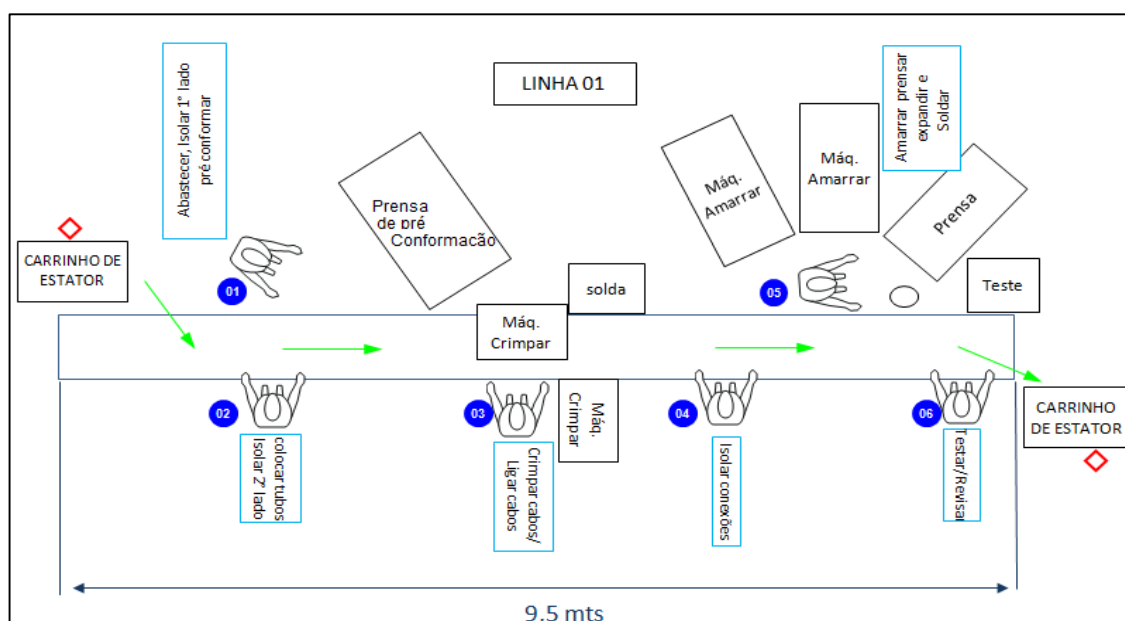 LINHA 01
Abastecer, Isolar 1° lado
pré conformar
Amarrar prensar
expandir e
Soldar
Máq.
Amarrar
Máq.
Amarrar
Prensa
Prensa
de pré
Conformacão
CARRINHO DE
ESTATOR
01
05
solda
Teste
Máq.
Crimpar
02
03
04
06
Máq.
Crimpar
CARRINHO
DE ESTATOR
colocar tubos
Isolar 2° lado
Crimpar cabos/
Ligar cabos
Isolar conexões
Testar/Revisar
9.5 mts